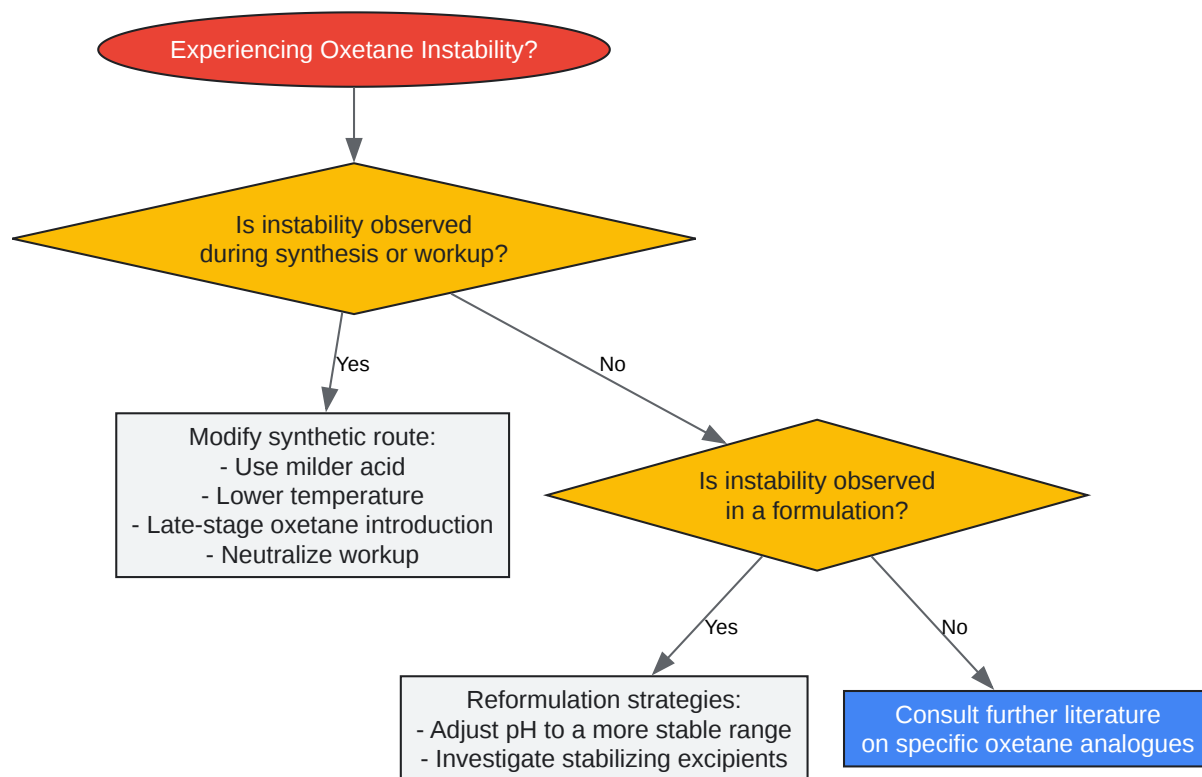 Experiencing Oxetane Instability?
Is instability observed
during synthesis or workup?
Yes
No
Modify synthetic route:
- Use milder acid
- Lower temperature
- Late-stage oxetane introduction
- Neutralize workup
Is instability observed
in a formulation?
Yes
No
Reformulation strategies:
- Adjust pH to a more stable range
- Investigate stabilizing excipients
Consult further literature
on specific oxetane analogues